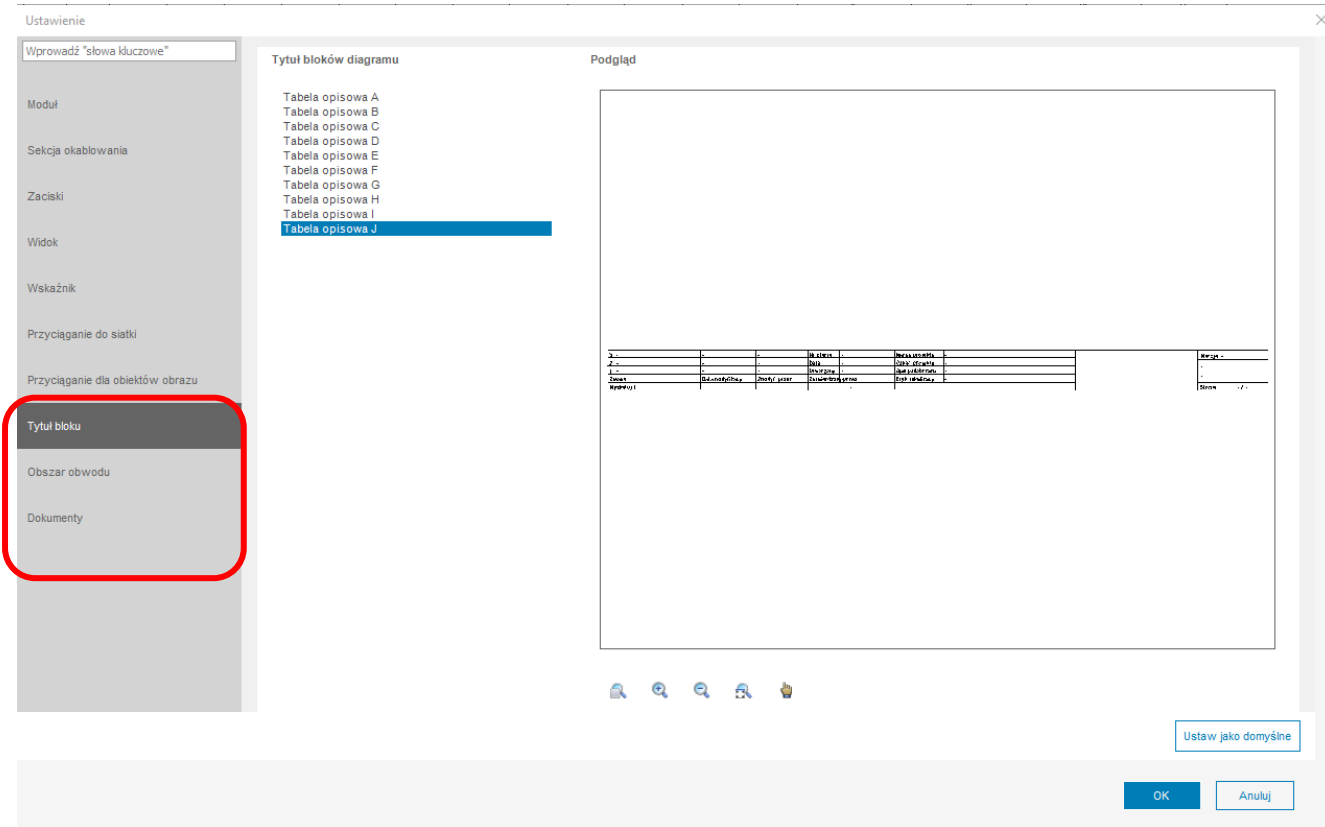 Ustawienie
Wprowadź "słowa kluczowe"
Moduł
Sekcja okablowania
Zaciski
Widok
Wskaźnik
Przyciąganie do siatki
Przyciąganie dla obiektów obrazu
Tytuł bloku
Obszar obwodu
Dokumenty
Tytuł bloków diagramu
Tabela opisowa A
Tabela opisowa B
Tabela opisowa C
Tabela opisowa D
Tabela opisowa E
Tabela opisowa F
Tabela opisowa G
Tabela opisowa H
Tabela opisowa I
Tabela opisowa J
Podgląd
Data
Ustaw jako domyślne
OK
Anuluj